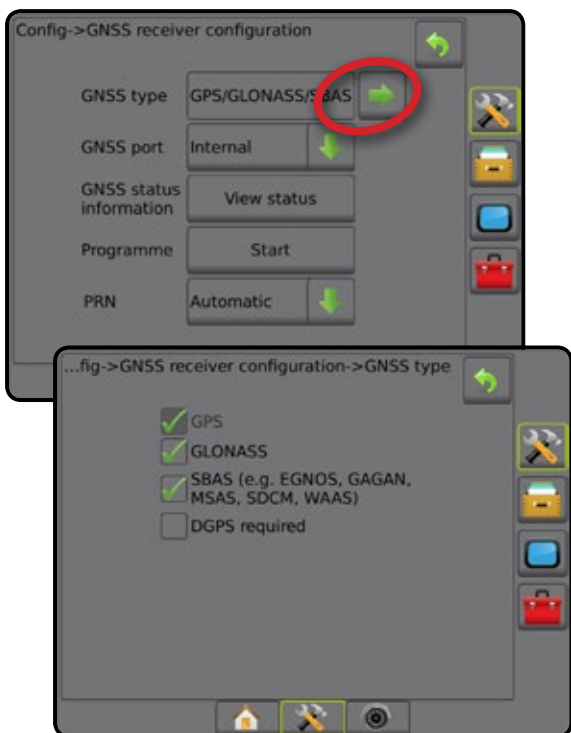 Config->GNSS receiver configuration
GNSS type
GPS/GLONASS/SBAS
GNSS port
Internal
GNSS status
information
View status
Programme
Start
PRN
Automatic
...fig->GNSS receiver configuration->GNSS type
GPS
GLONASS
SBAS (e.g. EGNOS, GAGAN,
MSAS, SDCM, WAAS)
DGPS required